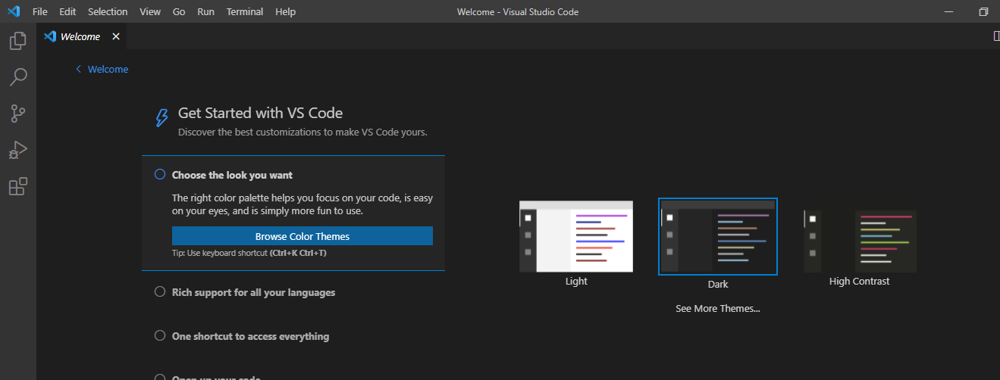 File Edit Selection View Go Run Terminal Help Welcome - Visual Studio Code
Welcome
Welcome
Get Started with VS Code
Discover the best customizations to make VS Code yours.
Choose the look you want
The right color palette helps you focus on your code, is easy
on your eyes, and is simply more fun to use.
Browse Color Themes
Tip: Use keyboard shortcut (Ctrl+K Ctrl+T)
Rich support for all your languages
One shortcut to access everything
Open up your code
Light
Dark
High Contrast
See More Themes...